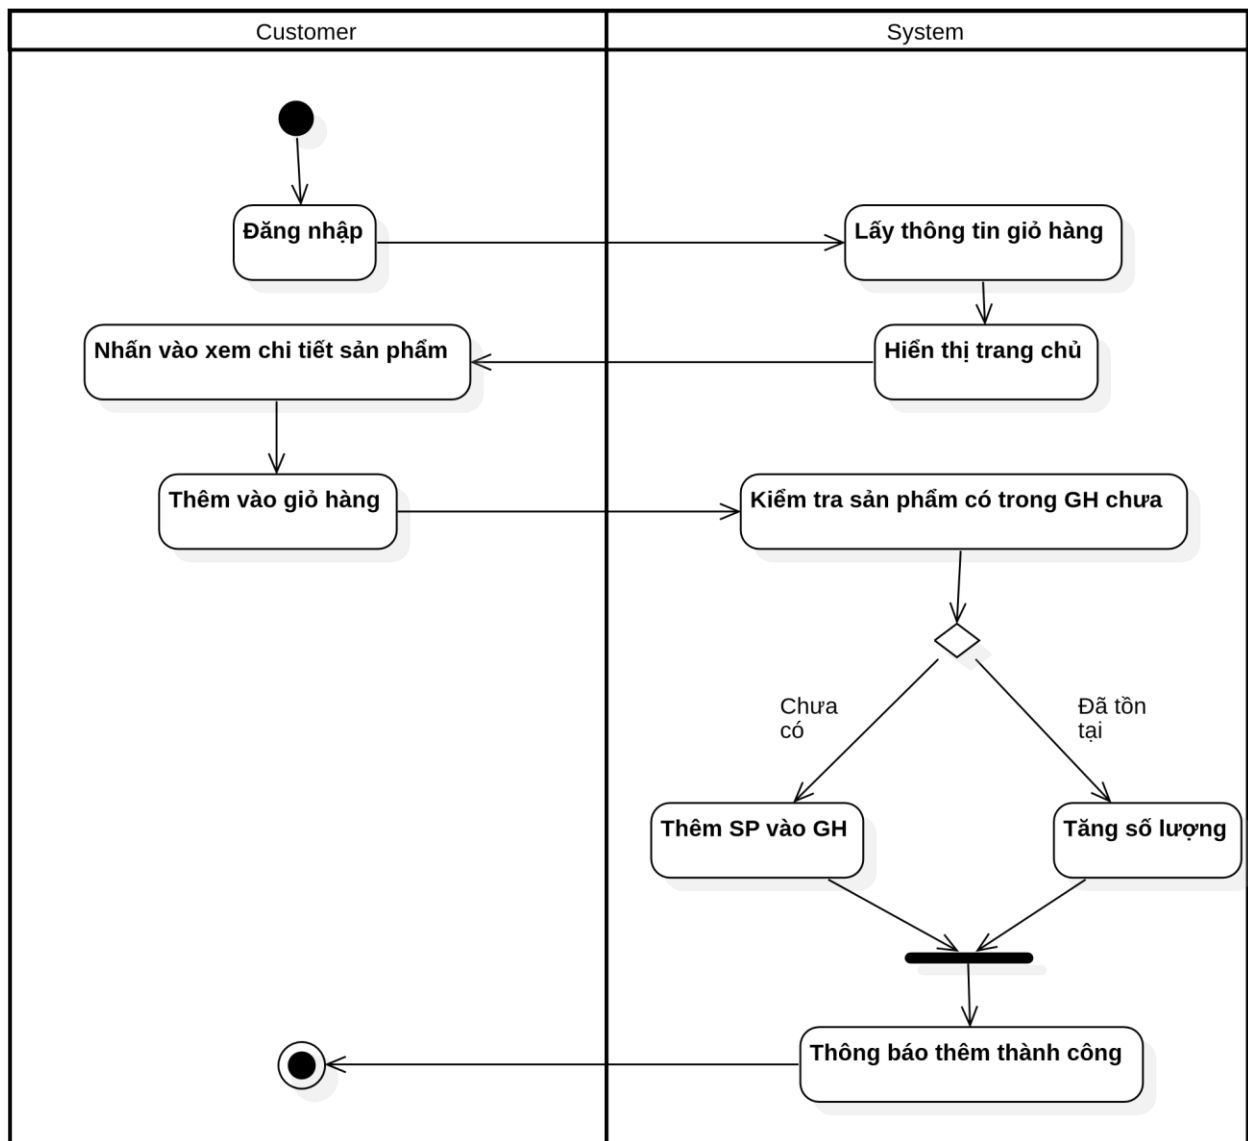 Customer
System
Đăng nhập
Lấy thông tin giỏ hàng
Nhấn vào xem chi tiết sản phẩm
Hiển thị trang chủ
Thêm vào giỏ hàng
Kiểm tra sản phẩm có trong GH chưa
Chưa
có
Đã tồn
tại
Thêm SP vào GH
Tăng số lượng
Thông báo thêm thành công